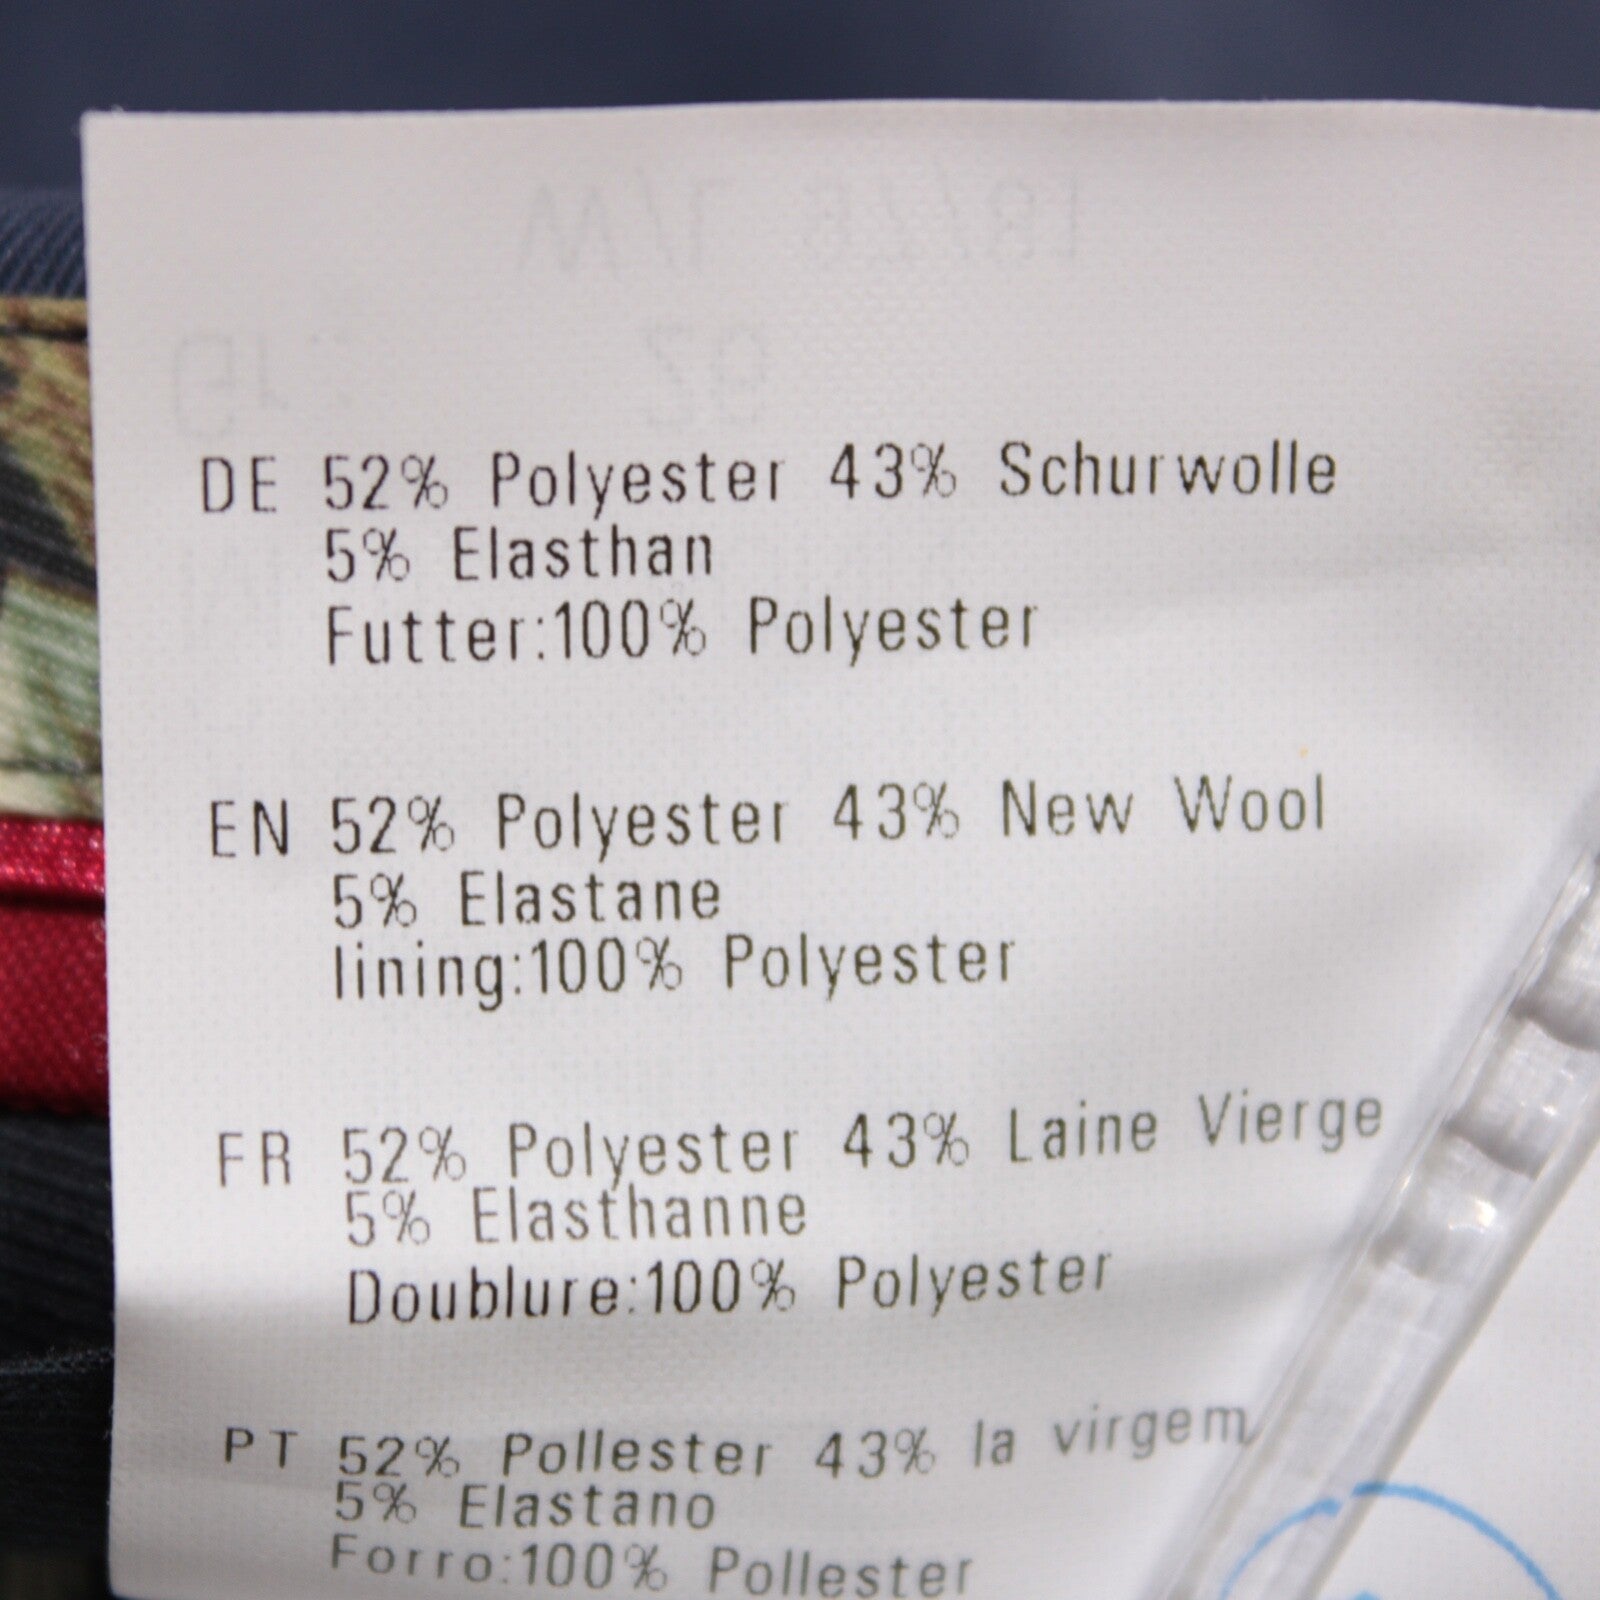 DE 52% Polyester 43% Schurwolle
5% Elasthan
Futter:100% Polyester
EN 52% Polyester 43% New Wool
5% Elastane
lining:100% Polyester
FR 52% Polyester 43% Laine Vierge
5% Elasthanne
Doublure:100% Polyester
PT 52% Pollester 43% la virgem
5% Elastano
Forro:100% Pollester